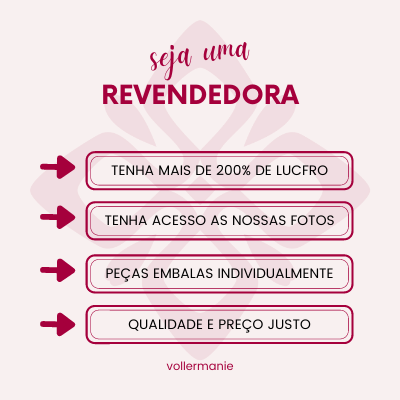 seja uma
REVENDEDORA
TENHA MAIS DE 200% DE LUCFRO
TENHA ACESSO AS NOSSAS FOTOS
PEÇAS EMBALAS INDIVIDUALMENTE
QUALIDADE E PREÇO JUSTO
vollermanie